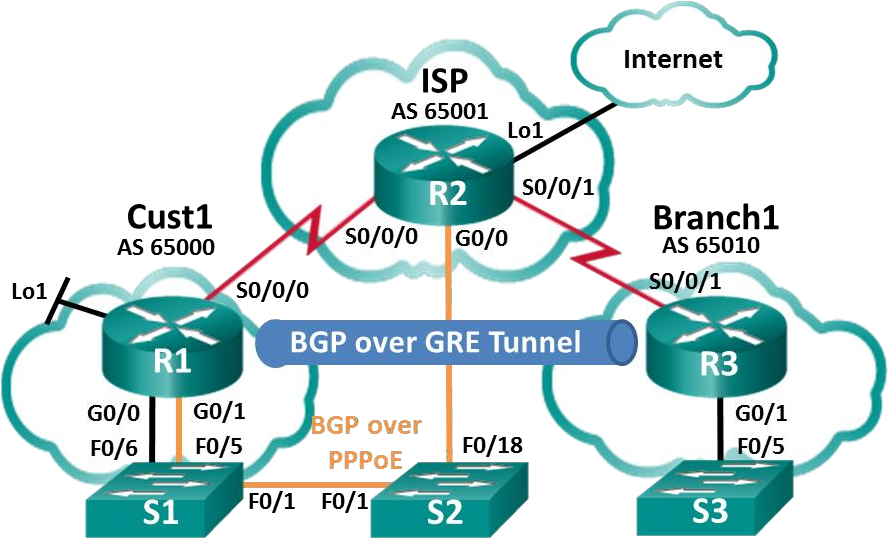 Internet
ISP
AS 65001
Lo1
R2
S0/0/1
S0/0/0
G0/0
Cust1
AS 65000
Branch1
AS 65010
Lo1
S0/0/0
S0/0/1
BGP over GRE Tunnel
R1
R3
G0/0
G0/1
F0/6
F0/5
BGP over
PPPoE
F0/18
G0/1
F0/5
F0/1
F0/1
S1
S2
S3